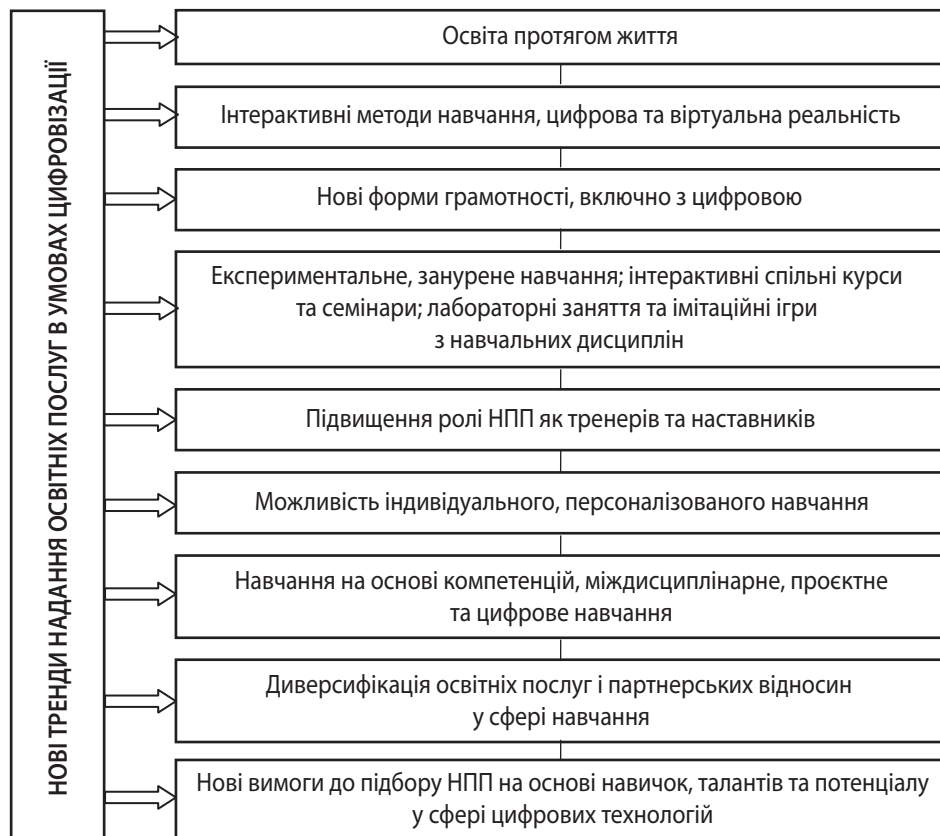 НОВІ ТРЕНДИ НАДАННЯ ОСВІТНІХ ПОСЛУГ В УМОВАХ ЦИФРОВІЗАЦІЇ
Освіта протягом життя
Інтерактивні методи навчання, цифрова та віртуальна реальність
Нові форми грамотності, включно з цифровою
Експериментальне, занурене навчання; інтерактивні спільні курси
та семінари; лабораторні заняття та імітаційні ігри
з навчальних дисциплін
Підвищення ролі НПП як тренерів та наставників
Можливість індивідуального, персоналізованого навчання
Навчання на основі компетенцій, міждисциплінарне, проєктне
та цифрове навчання
Диверсифікація освітніх послуг і партнерських відносин
у сфері навчання
Нові вимоги до підбору НПП на основі навичок, талантів та потенціалу
у сфері цифрових технологій